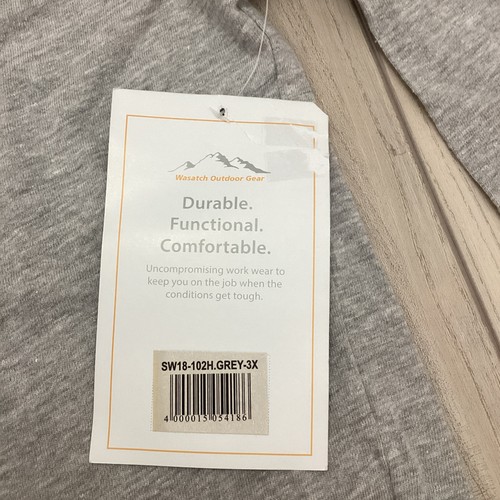 Wasatch Outdoor Gear
Durable.
Functional.
Comfortable.
Uncompromising work wear to
keep you on the job when the
conditions get tough.
SW18-102H.GREY-3X
4 000015 054186